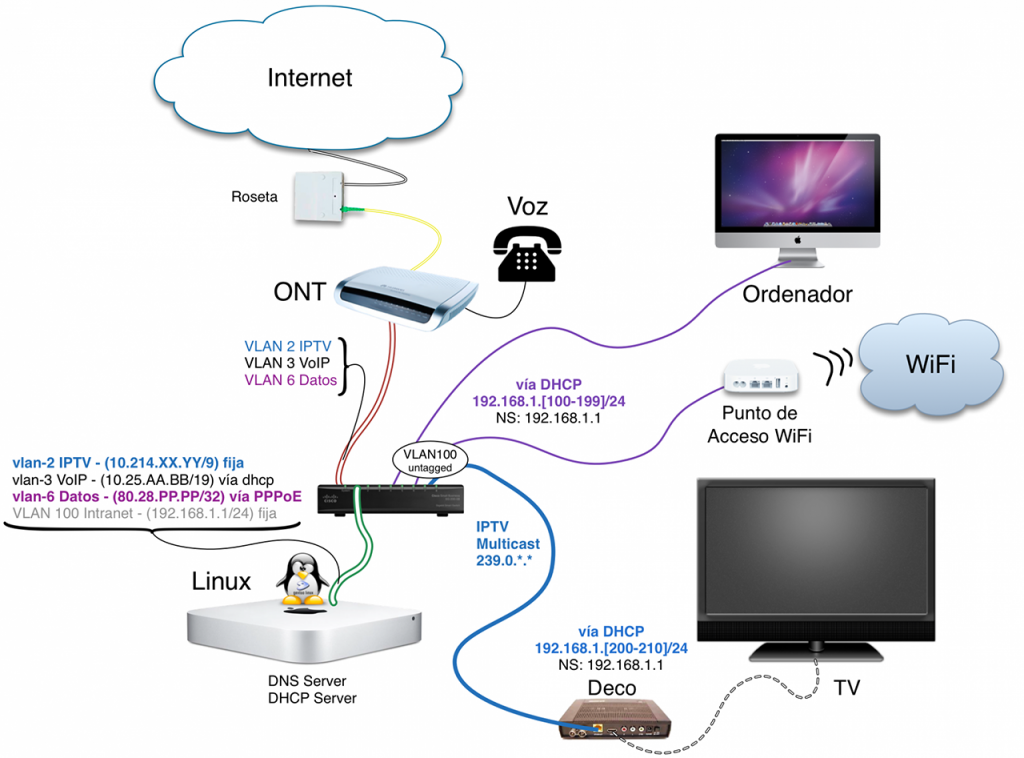 Internet
Roseta
Voz
ONT
Ordenador
VLAN 2 IPTV
VLAN 3 VoIP
VLAN 6 Datos
WiFi
vía DHCP
192.168.1.[100-199]/24
NS: 192.168.1.1
Punto de
Acceso WiFi
VLAN100
untagged
vlan-2 IPTV - (10.214.XX.YY/9) fija
vlan-3 VoIP - (10.25.AA.BB/19) vía dhcp
vlan-6 Datos - (80.28.PP.PP/32) vía PPPoE
VLAN 100 Intranet - (192.168.1.1/24) fija
IPTV
Multicast
239.0.*.*
Linux
vía DHCP
192.168.1.[200-210]/24
NS: 192.168.1.1
DNS Server
DHCP Server
Deco
TV